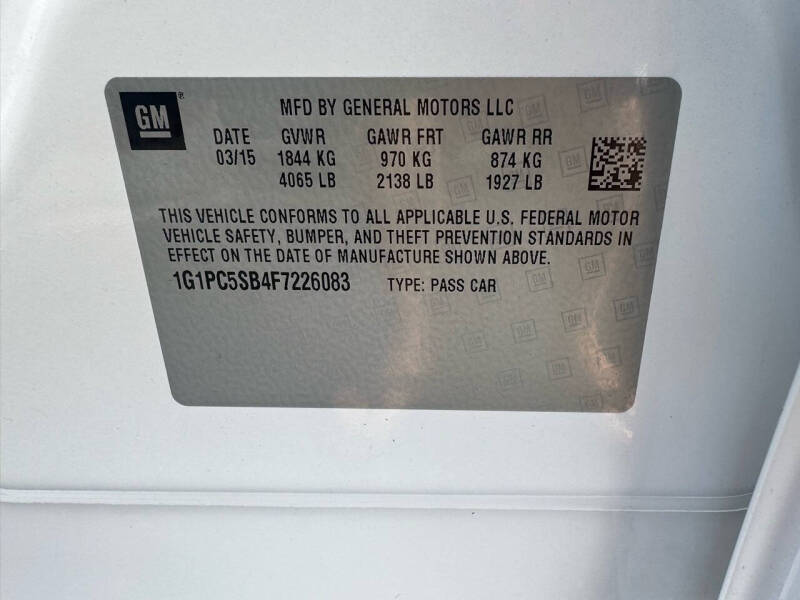 GM®
MFD BY GENERAL MOTORS LLC
DATE GVWR GAWR FRT GAWR RR
03/15 1844 KG 970 KG 874 KG
4065 LB 2138 LB 1927 LB
THIS VEHICLE CONFORMS TO ALL APPLICABLE U.S. FEDERAL MOTOR
VEHICLE SAFETY, BUMPER, AND THEFT PREVENTION STANDARDS IN
EFFECT ON THE DATE OF MANUFACTURE SHOWN ABOVE.
1G1PC5SB4F7226083 TYPE: PASS CAR